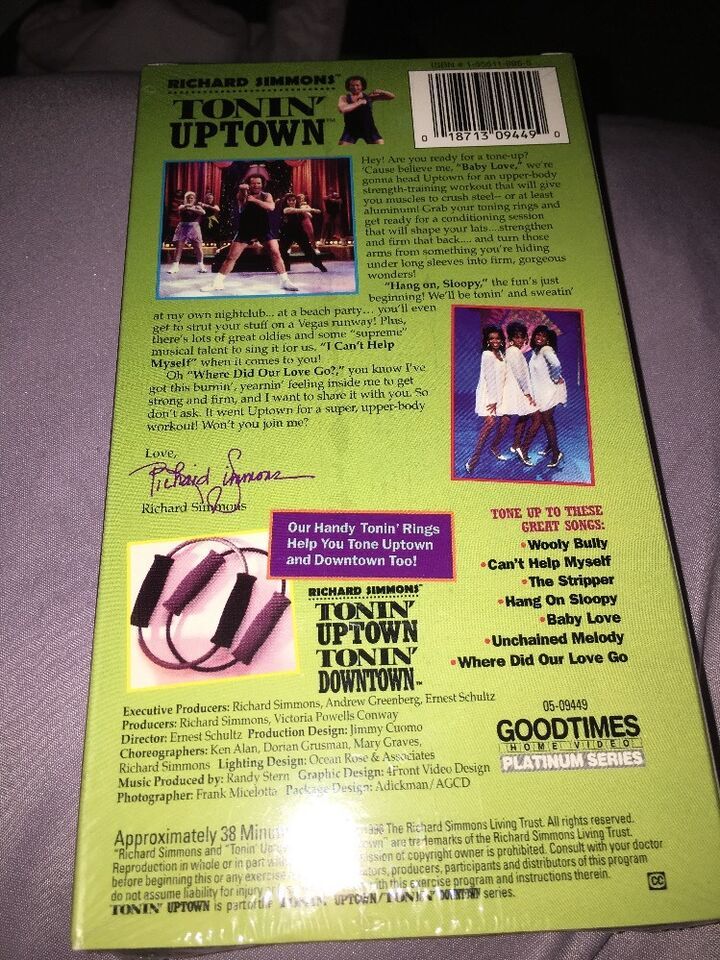 RICHARD SIMMONS™
TONIN'
UPTOWN™
ISBN # 1-55511-895-5
0 18713 09449 0
Hey! Are you ready for a tone-up?
'Cause believe me, "Baby Love," we're
gonna head Uptown for an upper-body
strength-training workout that will give
you muscles to crush steel-- or at least
aluminum! Grab your toning rings and
get ready for a conditioning session
that will shape your lats....strengthen
and firm that back.... and turn those
arms from something you're hiding
under long sleeves into firm, gorgeous
wonders!
"Hang on, Sloopy," the fun's just
beginning! We'll be tonin' and sweatin'
at my own nightclub... at a beach party... you'll even
get to strut your stuff on a Vegas runway! Plus,
there's lots of great oldies and some "supreme"
musical talent to sing it for us. "I Can't Help
Myself" when it comes to you!
Oh "Where Did Our Love Go?," you know I've
got this burnin', yearnin' feeling inside me to get
strong and firm, and I want to share it with you. So
don't ask. It went Uptown for a super, upper-body
workout! Won't you join me?
Love,
Richard Simmons
Richard Simmons
Our Handy Tonin' Rings
Help You Tone Uptown
and Downtown Too!
RICHARD SIMMONS™
TONIN'
UPTOWN
TONIN'
DOWNTOWN™
TONE UP TO THESE
GREAT SONGS:
•Wooly Bully
•Can't Help Myself
•The Stripper
•Hang On Sloopy
•Baby Love
•Unchained Melody
•Where Did Our Love Go
Executive Producers: Richard Simmons, Andrew Greenberg, Ernest Schultz
Producers: Richard Simmons, Victoria Powells Conway
Director: Ernest Schultz Production Design: Jimmy Cuomo
Choreographers: Ken Alan, Dorian Grusman, Mary Graves,
Richard Simmons Lighting Design: Ocean Rose & Associates
Music Produced by: Randy Stern Graphic Design: 4Front Video Design
Photographer: Frank Micelotta Package Design: Adickman/AGCD
05-09449
GOODTIMES
HOME VIDEO
PLATINUM SERIES
Approximately 38 1996 The Richard Simmons Living Trust. All rights reserved.
"Richard Simmons and "Tonin' are trademarks of the Richard Simmons Living Trust.
Reproduction in whole or in part of copyright owner is prohibited. Consult with your doctor
before beginning this or any exercise producers, participants and distributors of this program
do not assume liability for injury this exercise program and instructions therein.
TONIN' UPTOWN is part of the TONIN' UPTOWN/TONIN' DOWNTOWN series.
CC